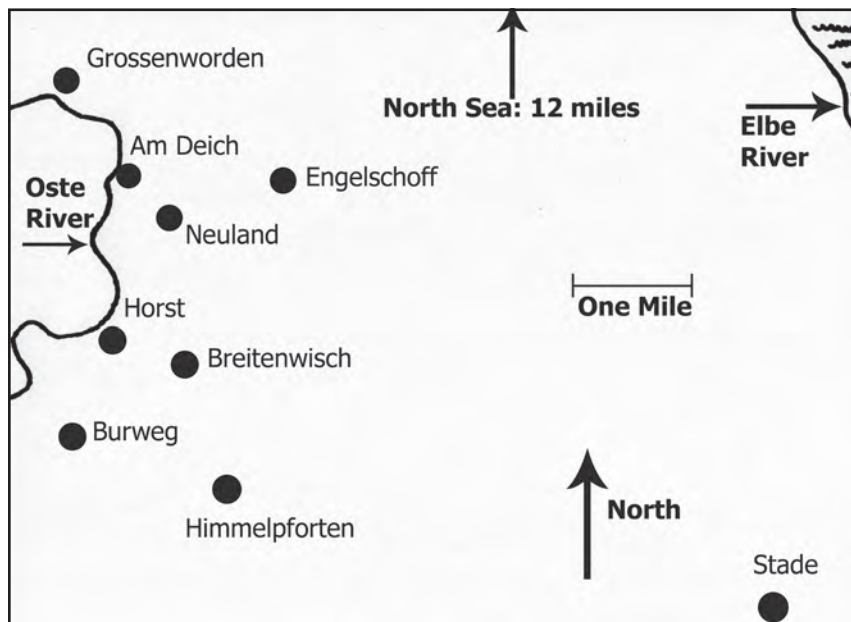 Grossenworden
North Sea: 12 miles
Elbe
River
Am Deich
Engelschoff
Oste
River
Neuland
One Mile
Horst
Breitenwisch
Burweg
North
Himmelpforten
Stade